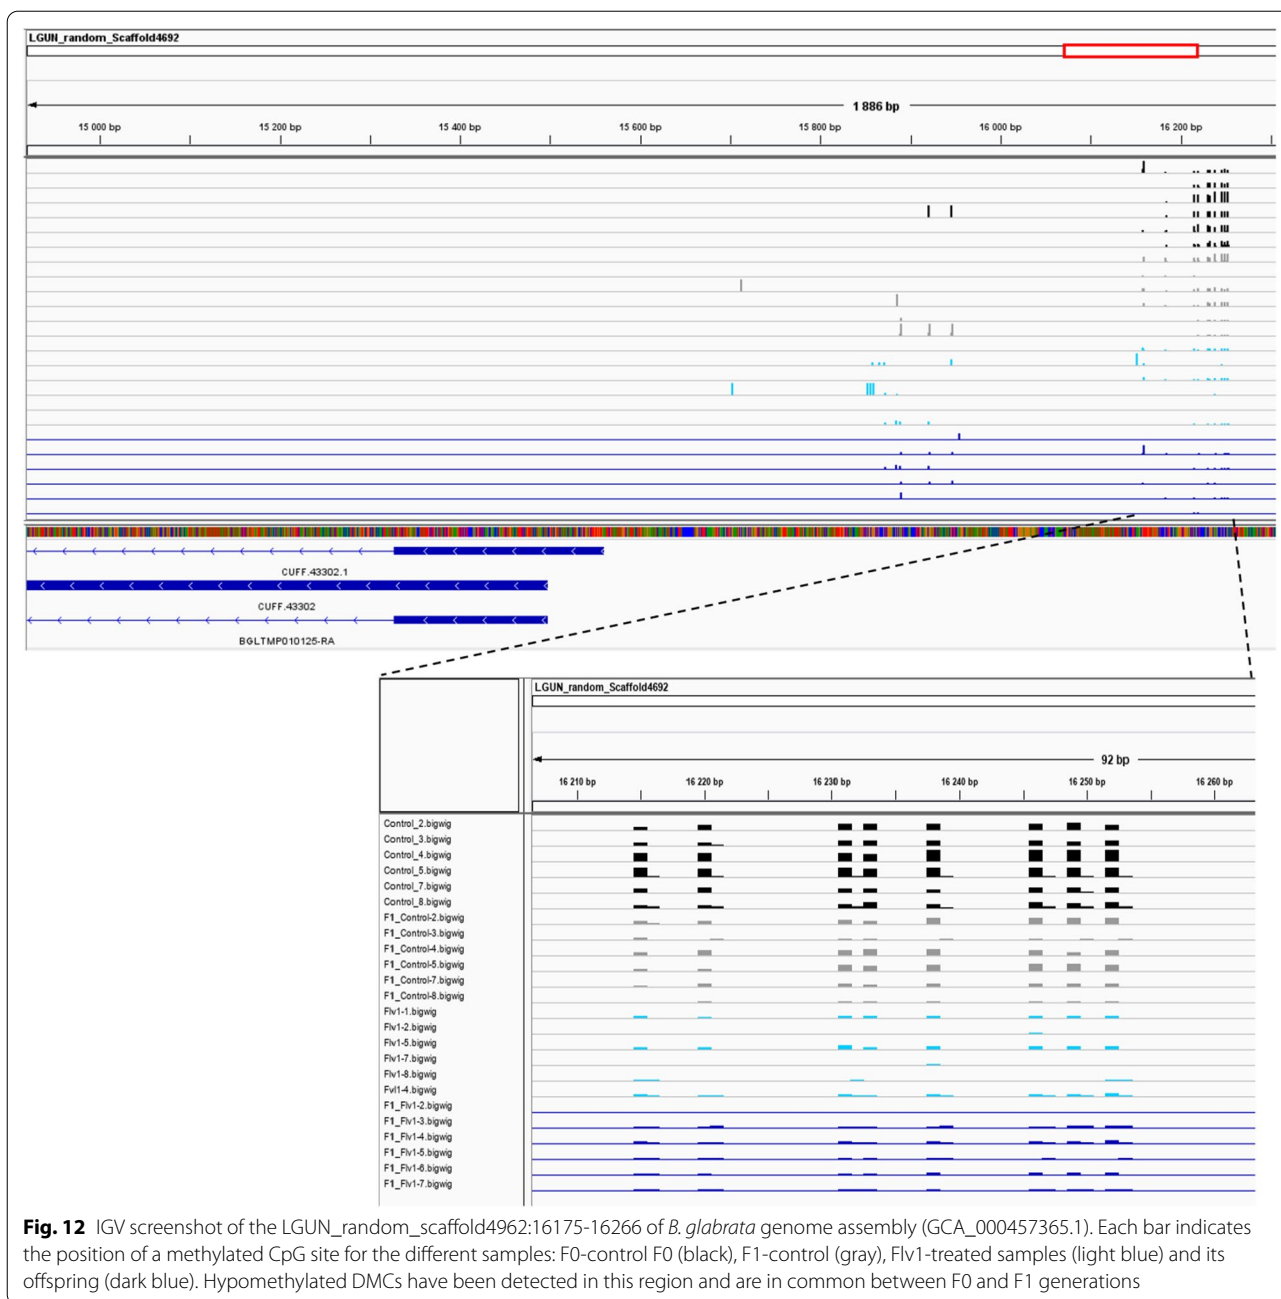 LGUN_random_Scaffold4692
1 886 bp
15 000 bp 15 200 bp 15 400 bp 15 600 bp 15 800 bp 16 000 bp 16 200 bp
CUFF.43302.1
CUFF.43302
BGLTMP010125-RA
LGUN_random_Scaffold4692
92 bp
16 210 bp 16 220 bp 16 230 bp 16 240 bp 16 250 bp 16 260 bp
Control_2.bigwig
Control_3.bigwig
Control_4.bigwig
Control_5.bigwig
Control_7.bigwig
Control_8.bigwig
F1_Control-2.bigwig
F1_Control-3.bigwig
F1_Control-4.bigwig
F1_Control-5.bigwig
F1_Control-7.bigwig
F1_Control-8.bigwig
Flv1-1.bigwig
Flv1-2.bigwig
Flv1-5.bigwig
Flv1-7.bigwig
Flv1-8.bigwig
Fvl1-4.bigwig
F1_Flv1-2.bigwig
F1_Flv1-3.bigwig
F1_Flv1-4.bigwig
F1_Flv1-5.bigwig
F1_Flv1-6.bigwig
F1_Flv1-7.bigwig
Fig. 12 IGV screenshot of the LGUN_random_scaffold4962:16175-16266 of B. glabrata genome assembly (GCA_000457365.1). Each bar indicates
the position of a methylated CpG site for the different samples: F0-control F0 (black), F1-control (gray), Flv1-treated samples (light blue) and its
offspring (dark blue). Hypomethylated DMCs have been detected in this region and are in common between F0 and F1 generations